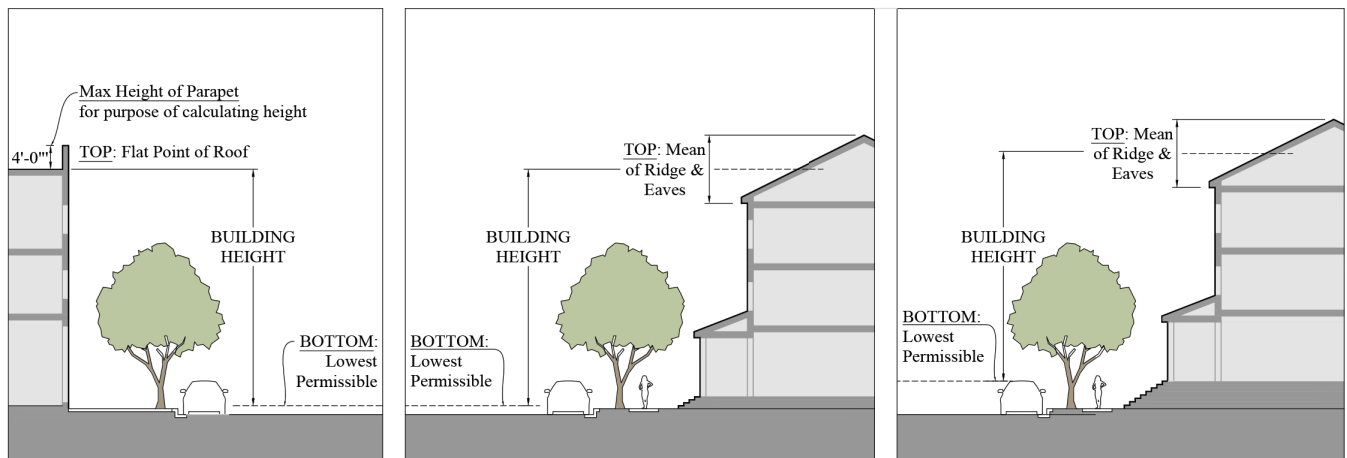 Max Height of Parapet
for purpose of calculating height
4'-0"'
TOP: Flat Point of Roof
BUILDING
HEIGHT
BOTTOM:
Lowest
Permissible
TOP: Mean
of Ridge &
Eaves
BUILDING
HEIGHT
BOTTOM:
Lowest
Permissible
TOP: Mean
of Ridge &
Eaves
BUILDING
HEIGHT
BOTTOM:
Lowest
Permissible